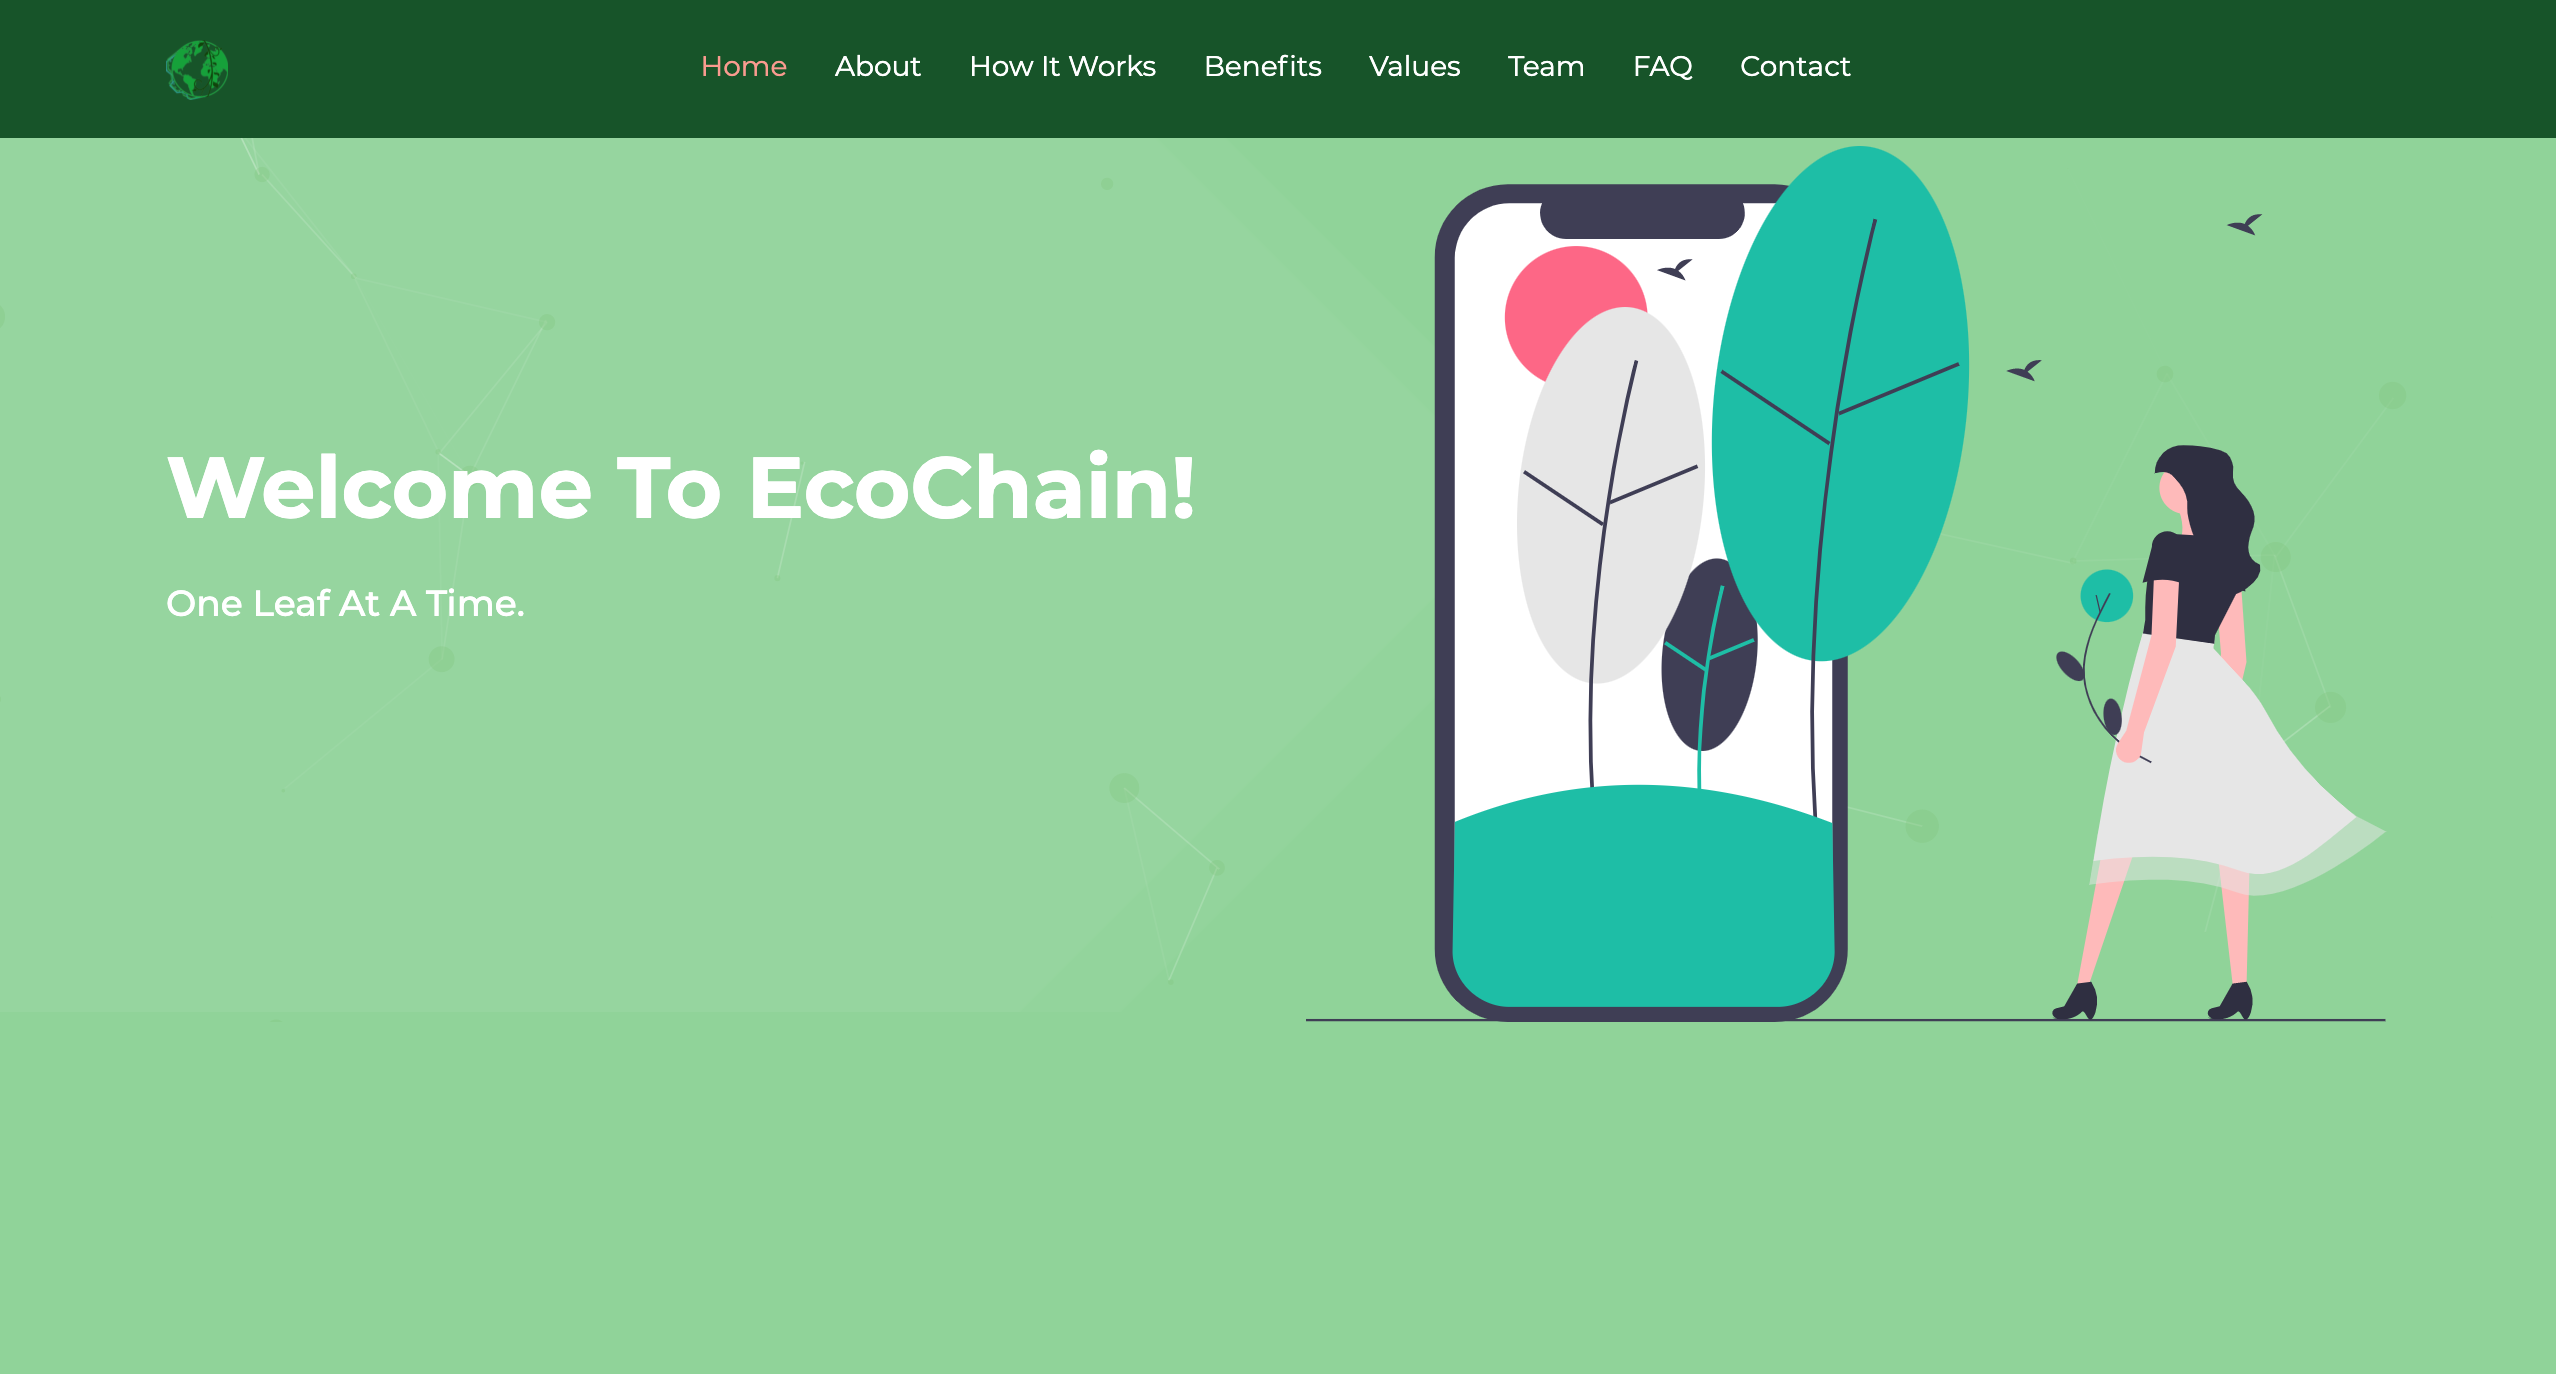 Home About How It Works Benefits Values Team FAQ Contact
Welcome To EcoChain!
One Leaf At A Time.